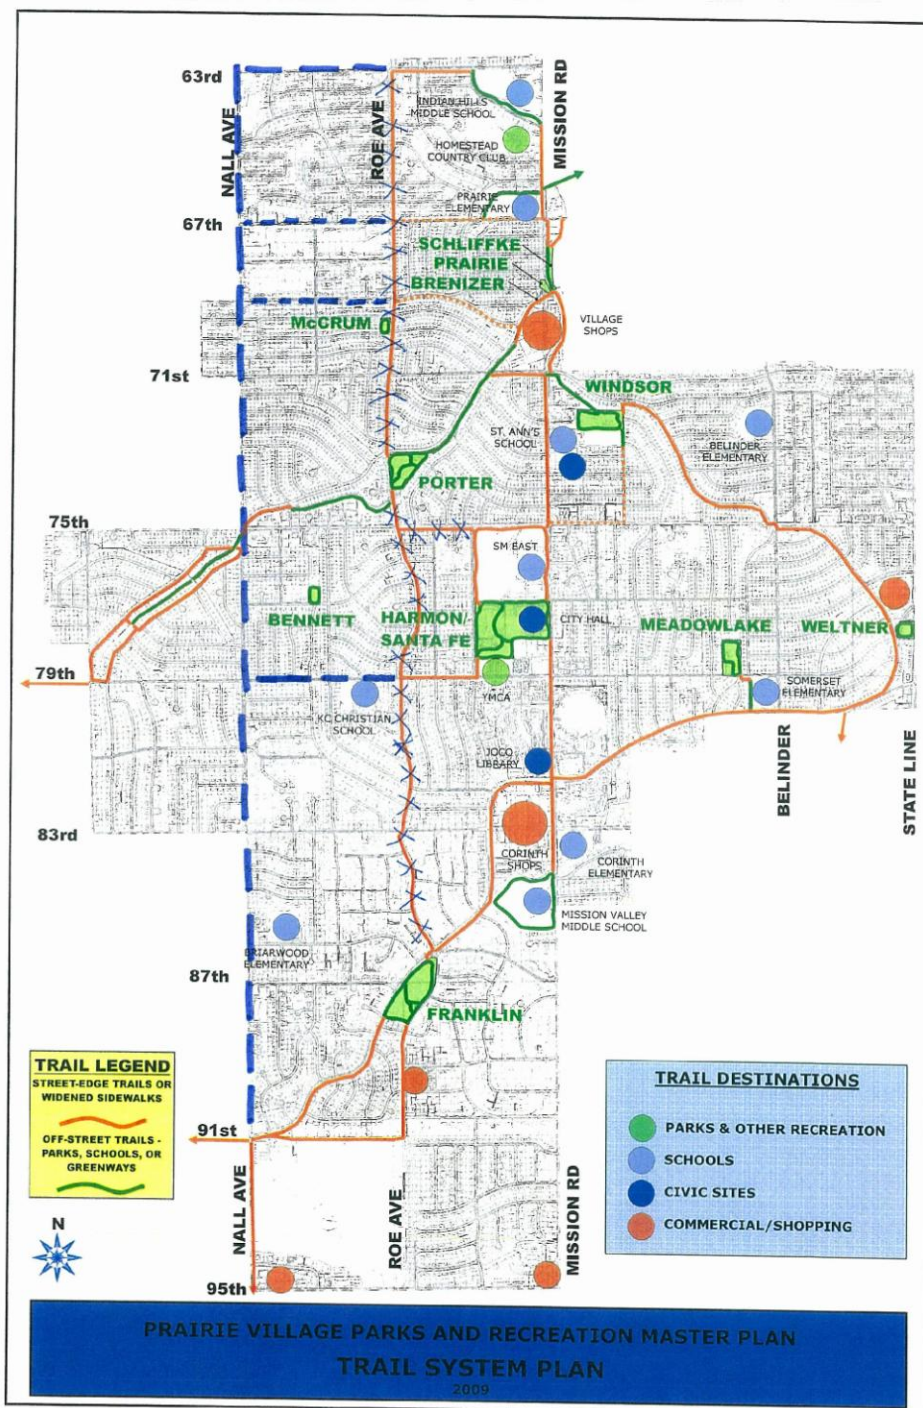 63rd
NALL AVE
ROE AVE
MISSION RD
INDIAN HILLS
MIDDLE SCHOOL
HOMESTEAD
COUNTRY CLUB
PRAIRIE
ELEMENTARY
67th
SCHLIFFKE
PRAIRIE
BRENIZER
McCRUM
VILLAGE
SHOPS
71st
WINDSOR
ST. ANN'S
SCHOOL
BELINDER
ELEMENTARY
PORTER
75th
SM EAST
BENNETT
HARMON/
SANTA FE
CITY HALL
MEADOWLAKE
WELTNER
79th
YMCA
KC CHRISTIAN
SCHOOL
SOMERSET
ELEMENTARY
JOCO
LIBRARY
BELINDER
STATE LINE
83rd
CORINTH
SHOPS
CORINTH
ELEMENTARY
MISSION VALLEY
MIDDLE SCHOOL
BRIARWOOD
ELEMENTARY
87th
FRANKLIN
TRAIL LEGEND
STREET-EDGE TRAILS OR
WIDENED SIDEWALKS
OFF-STREET TRAILS -
PARKS, SCHOOLS, OR
GREENWAYS
91st
TRAIL DESTINATIONS
PARKS & OTHER RECREATION
SCHOOLS
CIVIC SITES
COMMERCIAL/SHOPPING
N
NALL AVE
ROE AVE
MISSION RD
95th
PRAIRIE VILLAGE PARKS AND RECREATION MASTER PLAN
TRAIL SYSTEM PLAN
2009